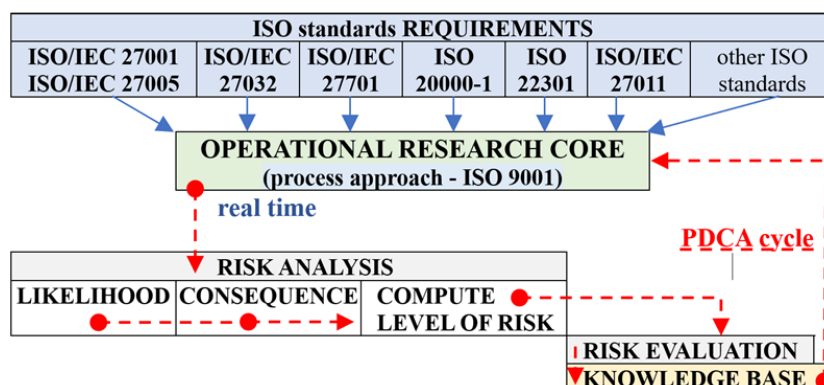 ISO standards REQUIREMENTS
ISO/IEC 27001
ISO/IEC 27005
ISO/IEC
27032
ISO/IEC
27701
ISO
20000-1
ISO
22301
ISO/IEC
27011
other ISO
standards
OPERATIONAL RESEARCH CORE
(process approach - ISO 9001)
real time
PDCA cycle
RISK ANALYSIS
LIKELIHOOD
CONSEQUENCE
COMPUTE
LEVEL OF RISK
RISK EVALUATION
KNOWLEDGE BASE